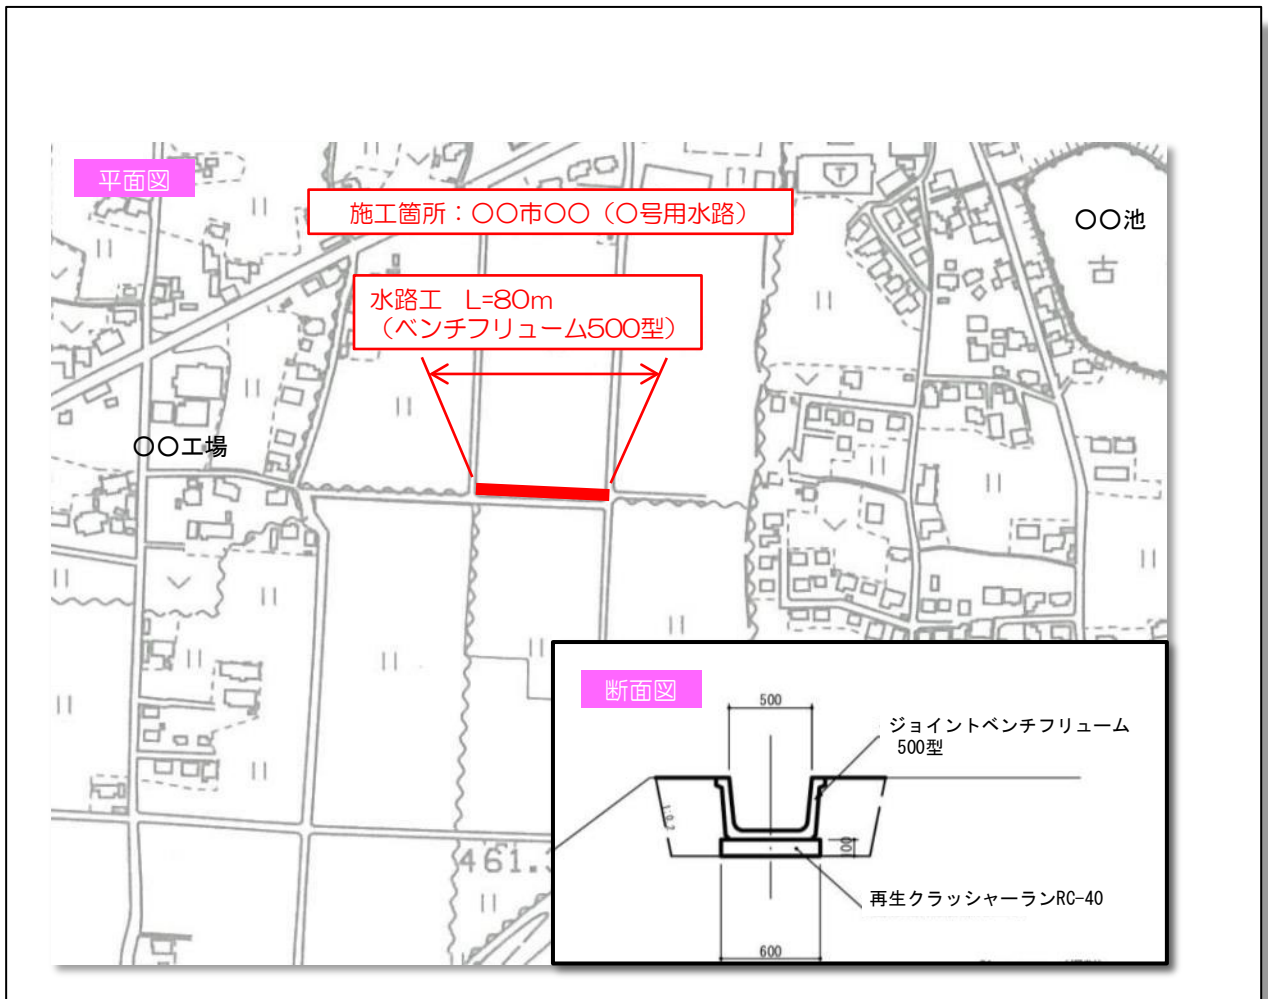 平面図
施工箇所：〇〇市〇〇（〇号用水路）
〇〇池
古
水路工　L=80m
（ベンチフリューム500型）
〇〇工場
461.
断面図
500
ジョイントベンチフリューム
500型
1:0.2
100
再生クラッシャーランRC-40
600